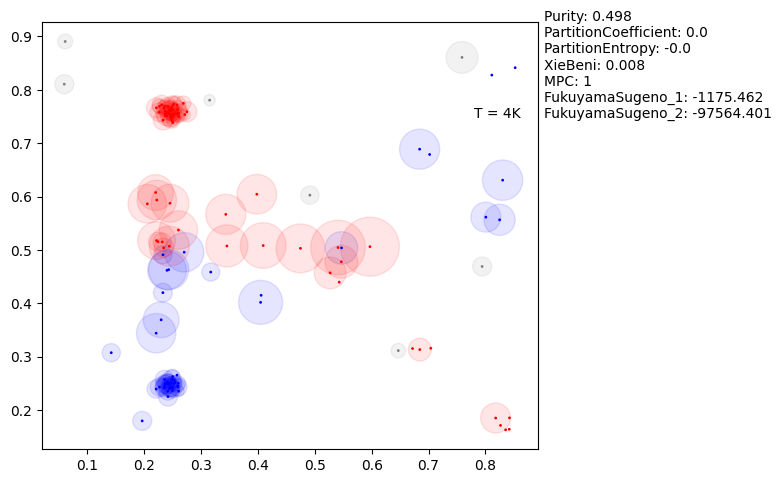 Purity: 0.498
PartitionCoefficient: 0.0
PartitionEntropy: -0.0
XieBeni: 0.008
MPC: 1
FukuyamaSugeno_1: -1175.462
FukuyamaSugeno_2: -97564.401
T = 4K
0.9
0.8
0.7
0.6
0.5
0.4
0.3
0.2
0.1 0.2 0.3 0.4 0.5 0.6 0.7 0.8